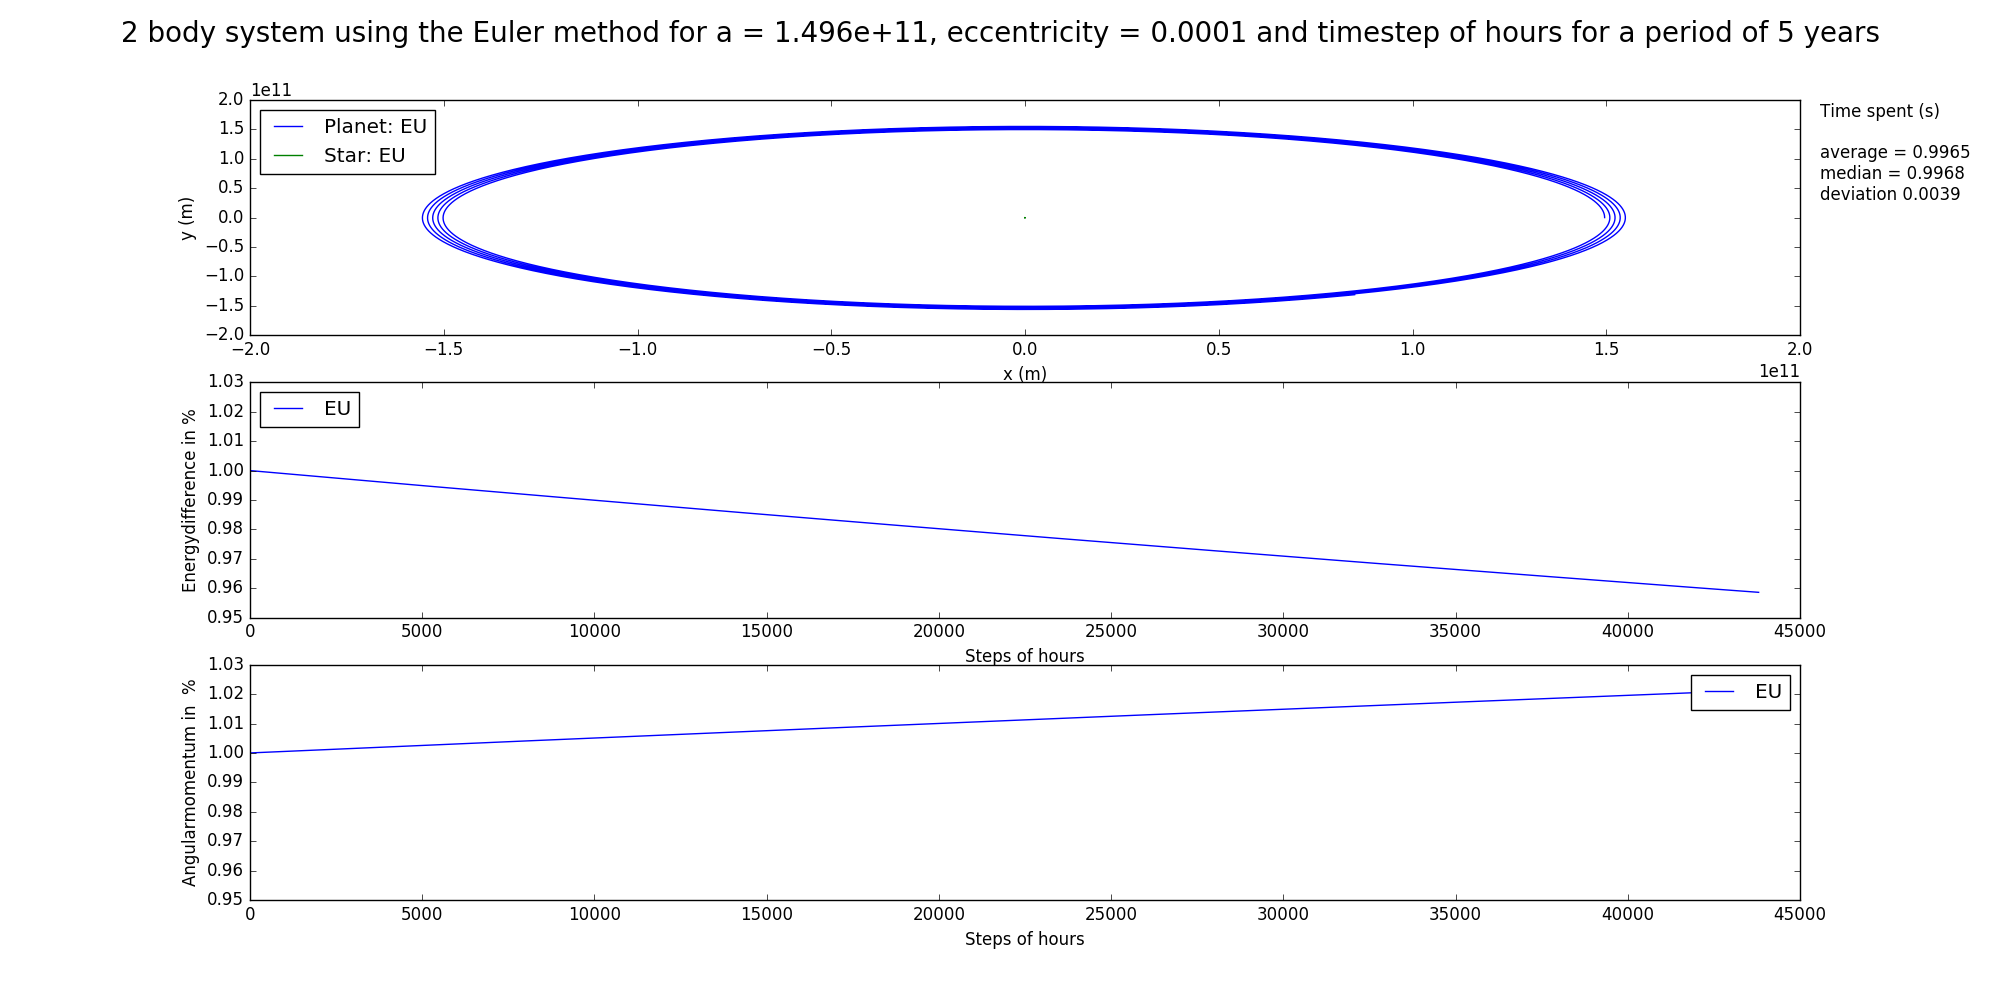 2 body system using the Euler method for a = 1.496e+11, eccentricity = 0.0001 and timestep of hours for a period of 5 years
1e11
2.0
1.5
1.0
0.5
0.0
−0.5
−1.0
−1.5
−2.0
y (m)
Planet: EU
Star: EU
Time spent (s)
average = 0.9965
median = 0.9968
deviation 0.0039
−2.0 −1.5 −1.0 −0.5 0.0 0.5 1.0 1.5 2.0
x (m)
1e11
1.03
1.02
1.01
1.00
0.99
0.98
0.97
0.96
0.95
Energydifference in %
EU
0 5000 10000 15000 20000 25000 30000 35000 40000 45000
Steps of hours
1.03
1.02
1.01
1.00
0.99
0.98
0.97
0.96
0.95
Angularmomentum in  %
EU
0 5000 10000 15000 20000 25000 30000 35000 40000 45000
Steps of hours